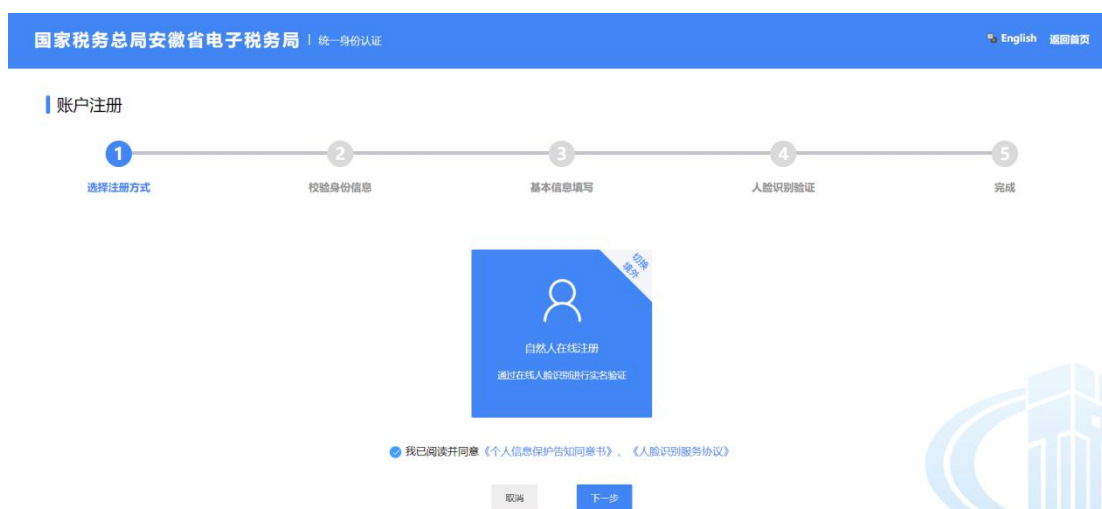 国家税务总局安徽省电子税务局 | 统一身份认证
English 返回首页
账户注册
1 2 3 4 5
选择注册方式 校验身份信息 基本信息填写 人脸识别验证 完成
切换
境外
自然人在线注册
通过在线人脸识别进行实名验证
我已阅读并同意《个人信息保护告知同意书》、《人脸识别服务协议》
取消 下一步